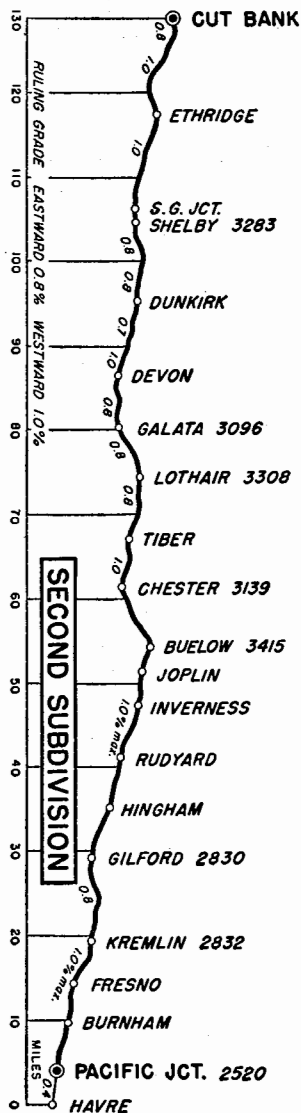 CUT BANK
ETHRIDGE
S.G. JCT.
SHELBY 3283
DUNKIRK
DEVON
GALATA 3096
LOTHAIR 3308
TIBER
CHESTER 3139
BUELOW 3415
JOPLIN
INVERNESS
RUDYARD
HINGHAM
GILFORD 2830
KREMLIN 2832
FRESNO
BURNHAM
PACIFIC JCT. 2520
HAVRE
0.8
1.0
1.0
0.8
0.8
0.7
1.0
0.8
0.8
0.8
1.0
1.0% max.
0.8
1.0% max.
0.4
130
120
110
100
90
80
70
60
50
40
30
20
10
0
MILES
RULING GRADE EASTWARD 0.8% WESTWARD 1.0%
SECOND SUBDIVISION